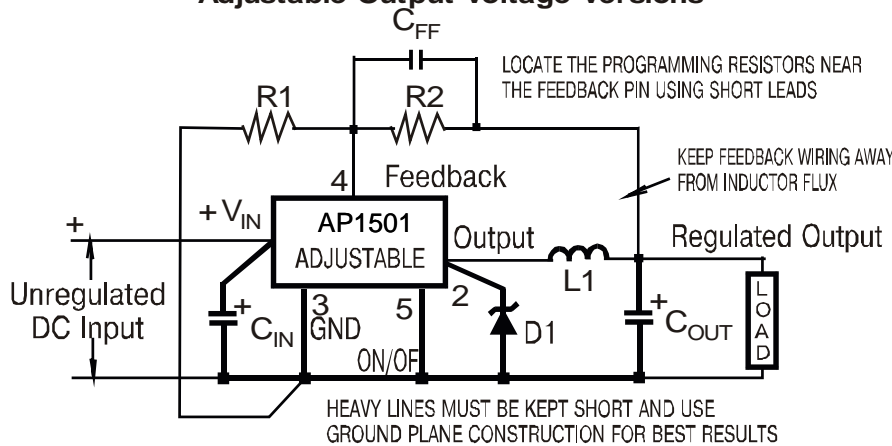 Adjustable Output Voltage Versions
CFF
LOCATE THE PROGRAMMING RESISTORS NEAR
THE FEEDBACK PIN USING SHORT LEADS
R1
R2
KEEP FEEDBACK WIRING AWAY
FROM INDUCTOR FLUX
4
Feedback
+
+VIN
AP1501
ADJUSTABLE
Output
Regulated Output
L1
Unregulated
DC Input
+
CIN
3
GND
5
ON/OF
2
D1
+
COUT
LOAD
HEAVY LINES MUST BE KEPT SHORT AND USE
GROUND PLANE CONSTRUCTION FOR BEST RESULTS